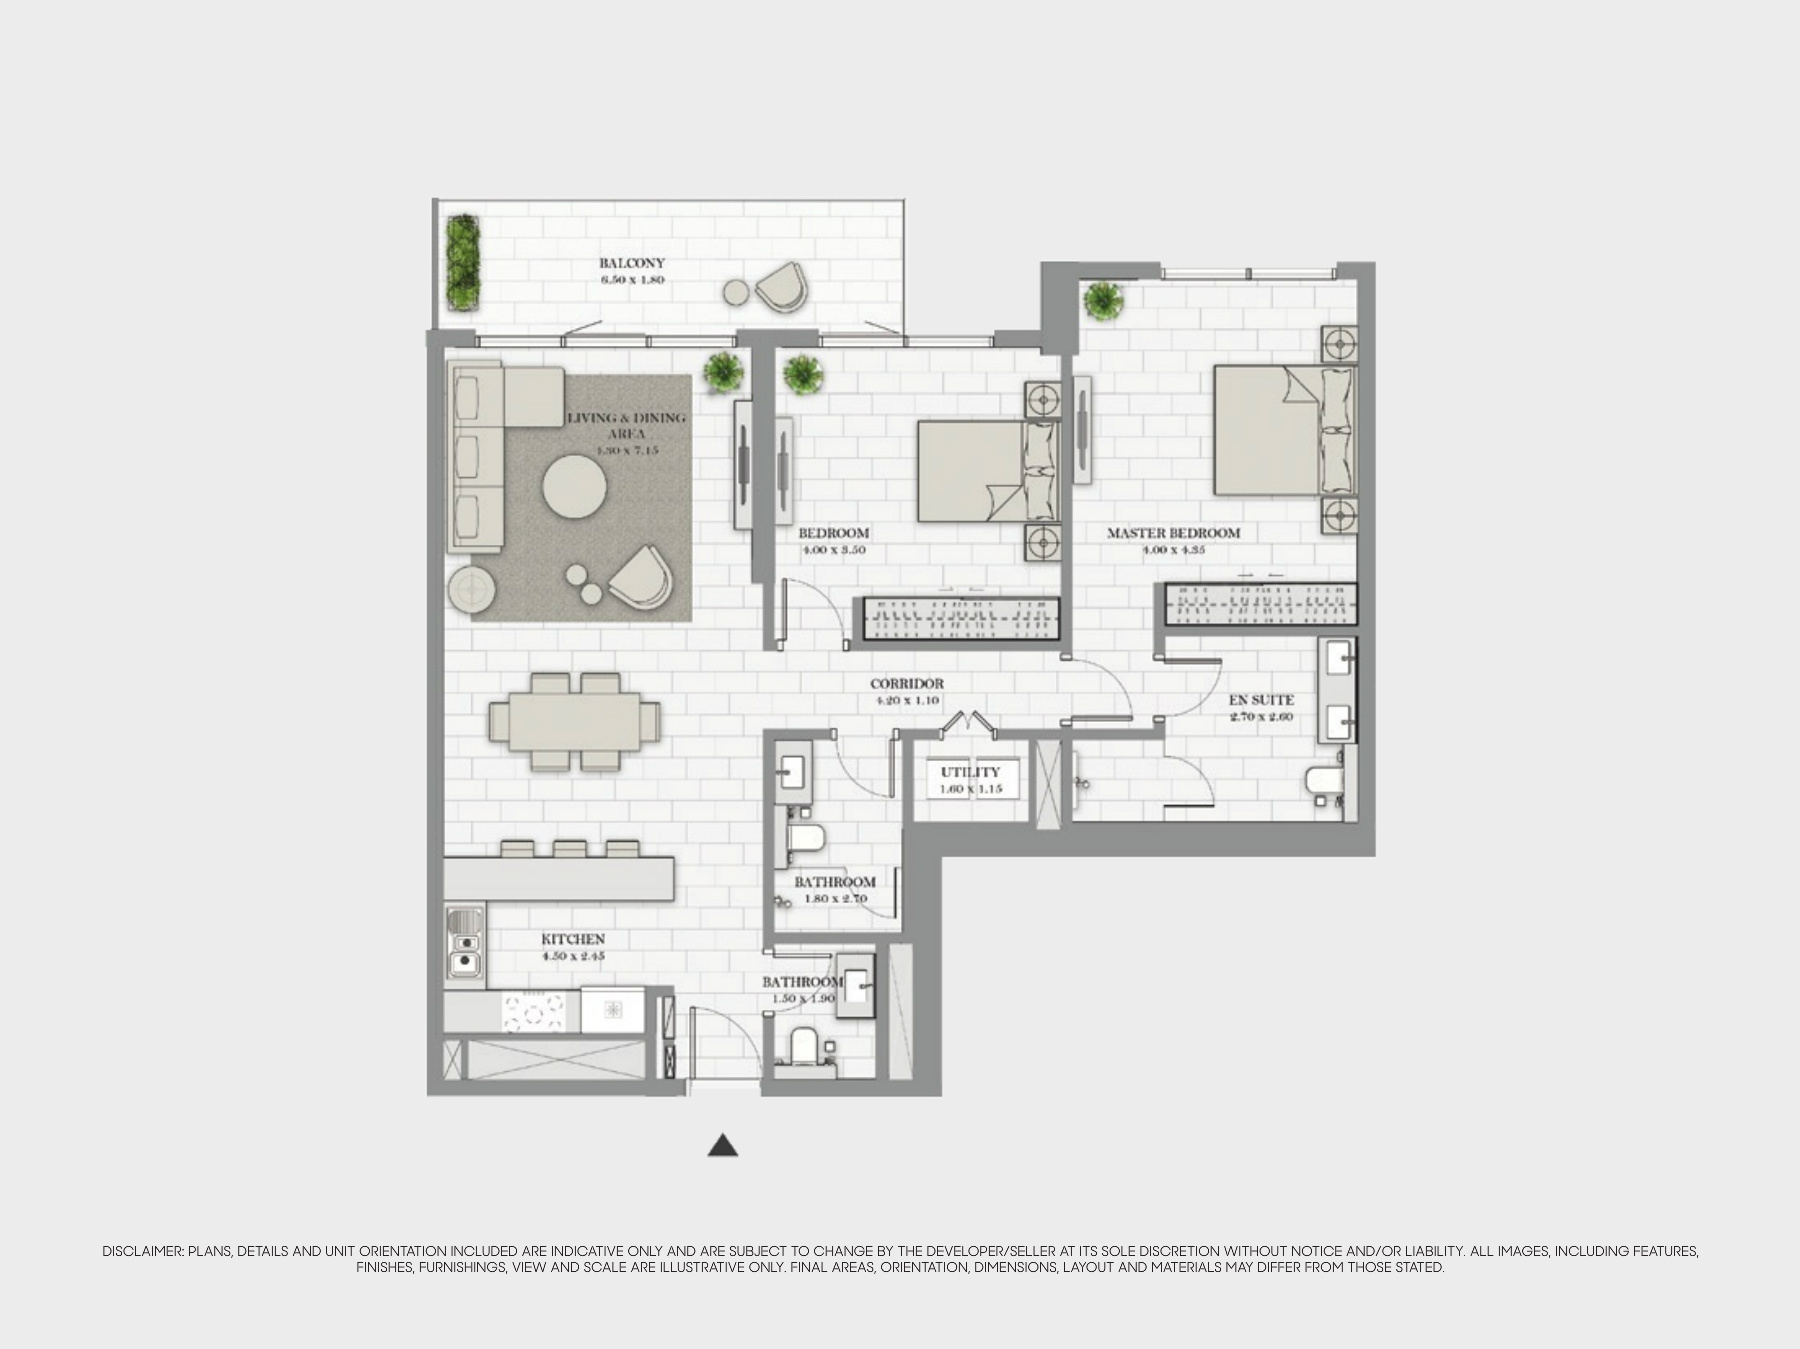 BALCONY
6.50 x 1.80
LIVING & DINING
AREA
4.30 x 7.15
BEDROOM
4.00 x 3.50
MASTER BEDROOM
4.00 x 4.35
CORRIDOR
4.20 x 1.10
EN SUITE
2.70 x 2.60
UTILITY
1.60 x 1.15
BATHROOM
1.80 x 2.70
KITCHEN
4.50 x 2.45
BATHROOM
1.50 x 1.90
DISCLAIMER: PLANS, DETAILS AND UNIT ORIENTATION INCLUDED ARE INDICATIVE ONLY AND ARE SUBJECT TO CHANGE BY THE DEVELOPER/SELLER AT ITS SOLE DISCRETION WITHOUT NOTICE AND/OR LIABILITY. ALL IMAGES, INCLUDING FEATURES,
FINISHES, FURNISHINGS, VIEW AND SCALE ARE ILLUSTRATIVE ONLY. FINAL AREAS, ORIENTATION, DIMENSIONS, LAYOUT AND MATERIALS MAY DIFFER FROM THOSE STATED.